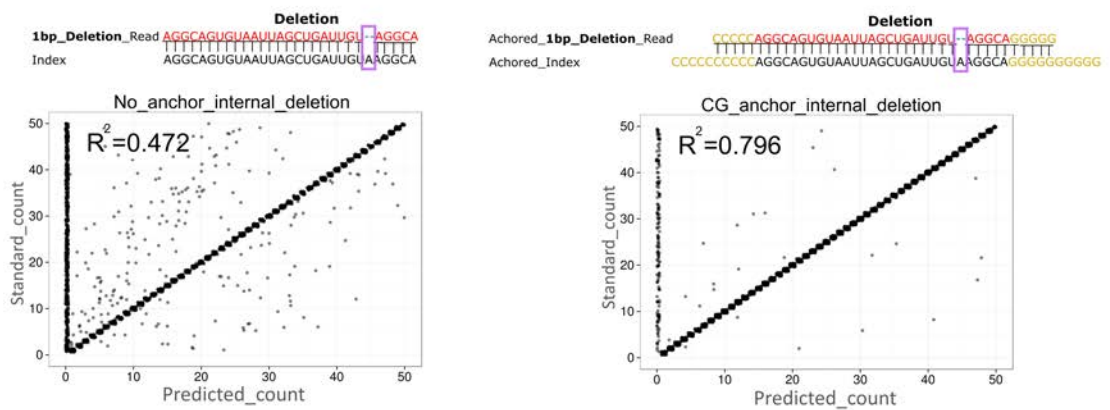 Deletion
1bp_Deletion_Read AGGCAGUGUAAUUAGCUGAUUGU--AGGCA
Index AGGCAGUGUAAUUAGCUGAUUGUAAGGCA
No_anchor_internal_deletion
R²=0.472
Standard_count
50
40
30
20
10
0
0 10 20 30 40 50
Predicted_count
Deletion
Achored_1bp_Deletion_Read CCCCCAGGCAGUGUAAUUAGCUGAUUGU--AGGCAGGGGG
Achored_Index CCCCCCCCCCAGGCAGUGUAAUUAGCUGAUUGUAAGGCAGGGGGGGGGG
CG_anchor_internal_deletion
R²=0.796
Standard_count
50
40
30
20
10
0
0 10 20 30 40 50
Predicted_count